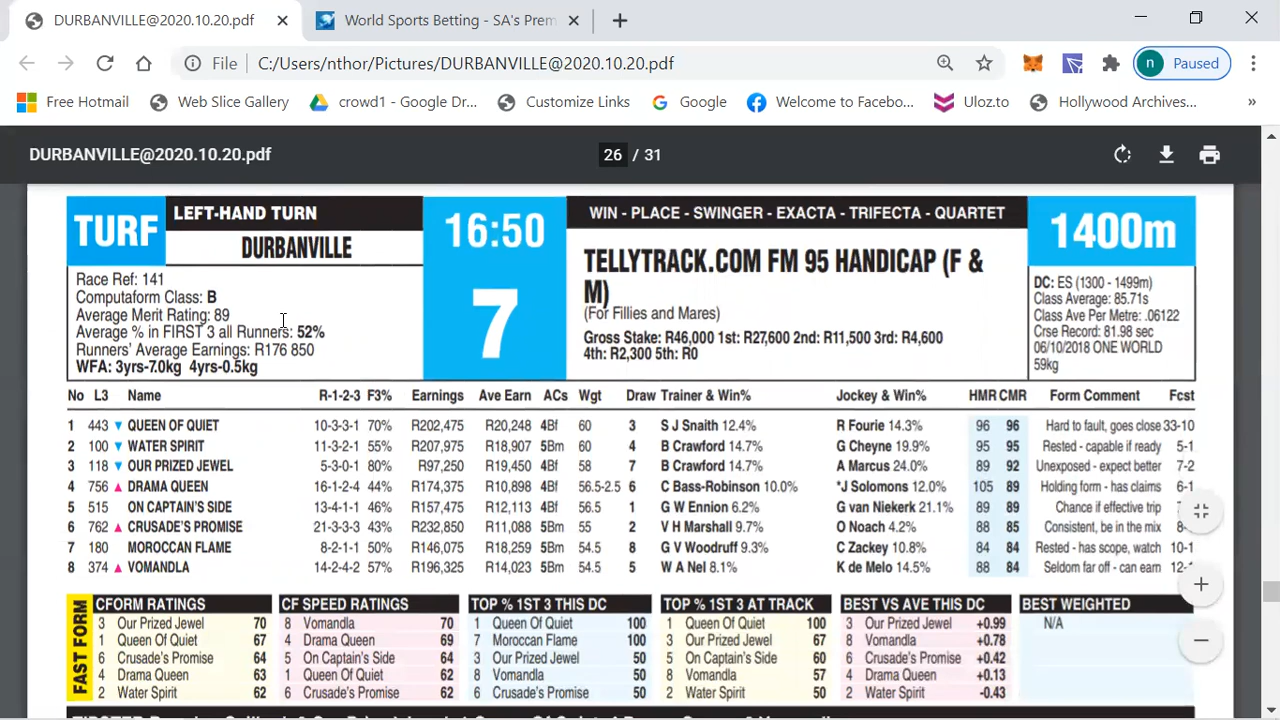 DURBANVILLE@2020.10.20.pdf
World Sports Betting - SA's Prem
File C:/Users/nthor/Pictures/DURBANVILLE@2020.10.20.pdf
n Paused
Free Hotmail Web Slice Gallery crowd1 - Google Dr... Customize Links Google Welcome to Facebo... Uloz.to Hollywood Archives... »
DURBANVILLE@2020.10.20.pdf 26 / 31
TURF LEFT-HAND TURN
DURBANVILLE
Race Ref: 141
Computaform Class: B
Average Merit Rating: 89
Average % in FIRST 3 all Runners: 52%
Runners' Average Earnings: R176 850
WFA: 3yrs-7.0kg 4yrs-0.5kg
16:50
7
WIN - PLACE - SWINGER - EXACTA - TRIFECTA - QUARTET
TELLYTRACK.COM FM 95 HANDICAP (F &
M)
(For Fillies and Mares)
Gross Stake: R46,000 1st: R27,600 2nd: R11,500 3rd: R4,600
4th: R2,300 5th: R0
1400m
DC: ES (1300 - 1499m)
Class Average: 85.71s
Class Ave Per Metre: .06122
Crse Record: 81.98 sec
06/10/2018 ONE WORLD
59kg
No L3 Name R-1-2-3 F3% Earnings Ave Earn ACs Wgt Draw Trainer & Win% Jockey & Win% HMR CMR Form Comment Fcst
1 443 ▼ QUEEN OF QUIET 10-3-3-1 70% R202,475 R20,248 4Bf 60 3 S J Snaith 12.4% R Fourie 14.3% 96 96 Hard to fault, goes close 33-10
2 100 ▼ WATER SPIRIT 11-3-2-1 55% R207,975 R18,907 5Bm 60 4 B Crawford 14.7% G Cheyne 19.9% 95 95 Rested - capable if ready 5-1
3 118 ▼ OUR PRIZED JEWEL 5-3-0-1 80% R97,250 R19,450 4Bf 58 7 B Crawford 14.7% A Marcus 24.0% 89 92 Unexposed - expect better 7-2
4 756 ▲ DRAMA QUEEN 16-1-2-4 44% R174,375 R10,898 4Bf 56.5-2.5 6 C Bass-Robinson 10.0% *J Solomons 12.0% 105 89 Holding form - has claims 6-1
5 515 ON CAPTAIN'S SIDE 13-4-1-1 46% R157,475 R12,113 4Bf 56.5 1 G W Ennion 6.2% G van Niekerk 21.1% 89 89 Chance if effective trip
6 762 ▲ CRUSADE'S PROMISE 21-3-3-3 43% R232,850 R11,088 5Bm 55 2 V H Marshall 9.7% O Noach 4.2% 88 85 Consistent, be in the mix
7 180 MOROCCAN FLAME 8-2-1-1 50% R146,075 R18,259 5Bm 54.5 8 G V Woodruff 9.3% C Zackey 10.8% 84 84 Rested - has scope, watch 10-1
8 374 ▲ VOMANDLA 14-2-4-2 57% R196,325 R14,023 5Bm 54.5 5 W A Nel 8.1% K de Melo 14.5% 88 84 Seldom far off - can earn
FAST FORM
CFORM RATINGS CF SPEED RATINGS TOP % 1ST 3 THIS DC TOP % 1ST 3 AT TRACK BEST VS AVE THIS DC BEST WEIGHTED
3 Our Prized Jewel 70 8 Vomandla 70 1 Queen Of Quiet 100 1 Queen Of Quiet 100 3 Our Prized Jewel +0.99 N/A
1 Queen Of Quiet 67 4 Drama Queen 69 7 Moroccan Flame 100 3 Our Prized Jewel 67 8 Vomandla +0.78
6 Crusade's Promise 64 5 On Captain's Side 64 3 Our Prized Jewel 50 5 On Captain's Side 60 6 Crusade's Promise +0.42
4 Drama Queen 63 1 Queen Of Quiet 62 8 Vomandla 50 8 Vomandla 57 4 Drama Queen +0.13
2 Water Spirit 62 6 Crusade's Promise 62 6 Crusade's Promise 50 2 Water Spirit 50 2 Water Spirit -0.43